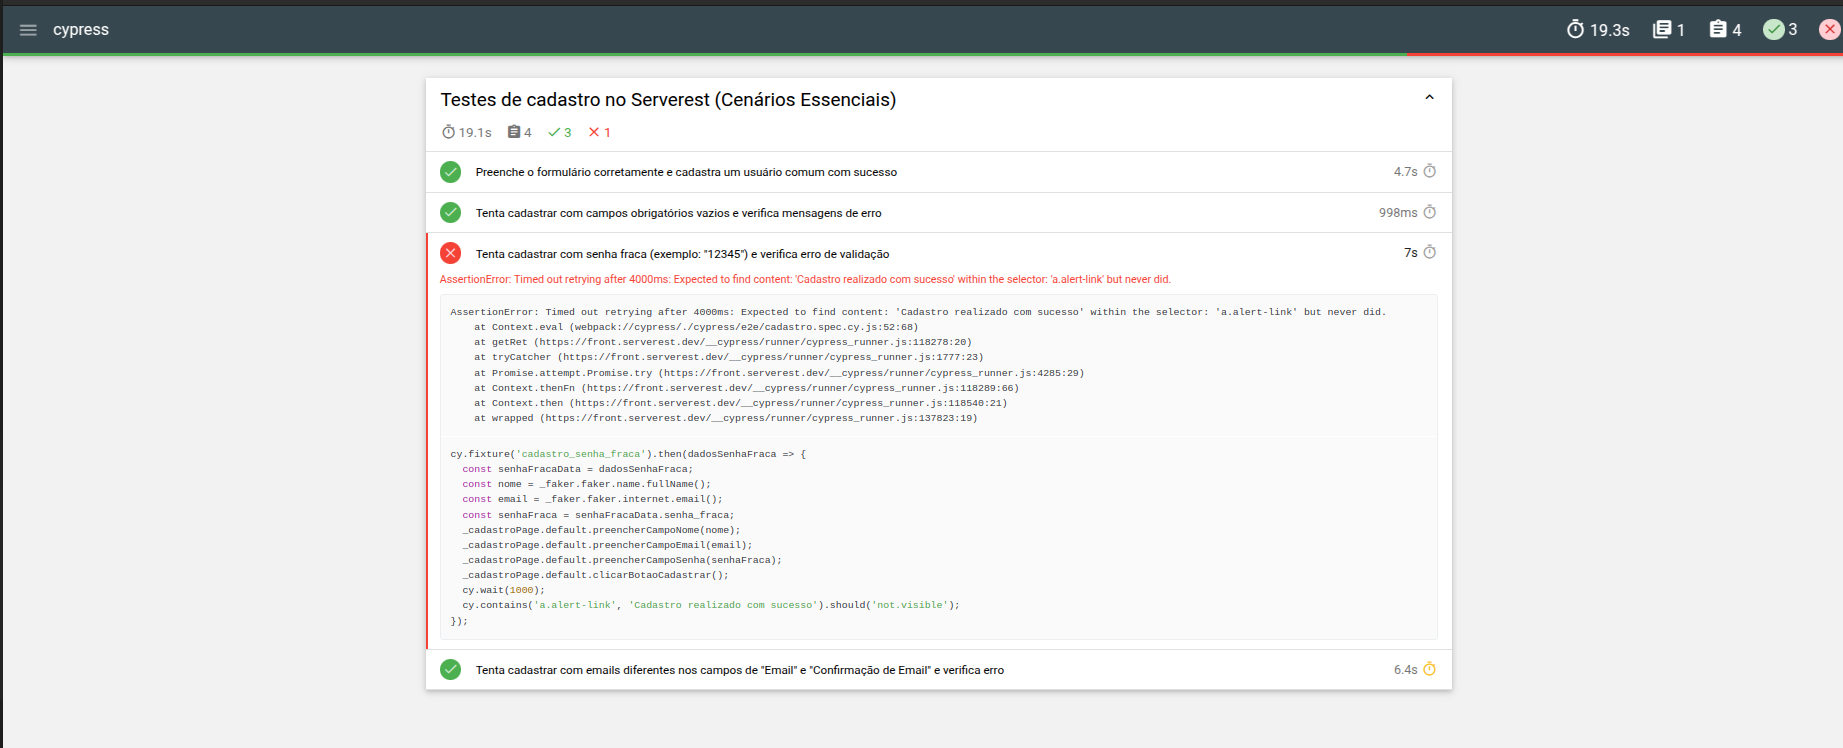 cypress
19.3s 1 4 3
Testes de cadastro no Serverest (Cenários Essenciais)
19.1s 4 3 1
Preenche o formulário corretamente e cadastra um usuário comum com sucesso 4.7s
Tenta cadastrar com campos obrigatórios vazios e verifica mensagens de erro 998ms
Tenta cadastrar com senha fraca (exemplo: "12345") e verifica erro de validação 7s
AssertionError: Timed out retrying after 4000ms: Expected to find content: 'Cadastro realizado com sucesso' within the selector: 'a.alert-link' but never did.
AssertionError: Timed out retrying after 4000ms: Expected to find content: 'Cadastro realizado com sucesso' within the selector: 'a.alert-link' but never did.
at Context.eval (webpack://cypress/./cypress/e2e/cadastro.spec.cy.js:52:68)
at getRet (https://front.serverest.dev/__cypress/runner/cypress_runner.js:118278:20)
at tryCatcher (https://front.serverest.dev/__cypress/runner/cypress_runner.js:1777:23)
at Promise.attempt.Promise.try (https://front.serverest.dev/__cypress/runner/cypress_runner.js:4285:29)
at Context.thenFn (https://front.serverest.dev/__cypress/runner/cypress_runner.js:118289:66)
at Context.then (https://front.serverest.dev/__cypress/runner/cypress_runner.js:118540:21)
at wrapped (https://front.serverest.dev/__cypress/runner/cypress_runner.js:137823:19)
cy.fixture('cadastro_senha_fraca').then(dadosSenhaFraca => {
const senhaFracaData = dadosSenhaFraca;
const nome = _faker.faker.name.fullName();
const email = _faker.faker.internet.email();
const senhaFraca = senhaFracaData.senha_fraca;
_cadastroPage.default.preencherCampoNome(nome);
_cadastroPage.default.preencherCampoEmail(email);
_cadastroPage.default.preencherCampoSenha(senhaFraca);
_cadastroPage.default.clicarBotaoCadastrar();
cy.wait(1000);
cy.contains('a.alert-link', 'Cadastro realizado com sucesso').should('not.visible');
});
Tenta cadastrar com emails diferentes nos campos de "Email" e "Confirmação de Email" e verifica erro 6.4s